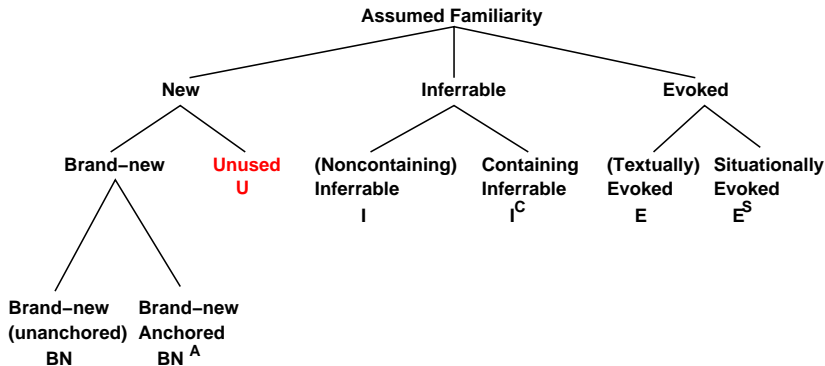 Assumed Familiarity
New Inferrable Evoked
Brand−new
Unused
U
(Noncontaining)
Inferrable
I
Containing
Inferrable
I^C
(Textually)
Evoked
E
Situationally
Evoked
E^S
Brand−new
(unanchored)
BN
Brand−new
Anchored
BN^A